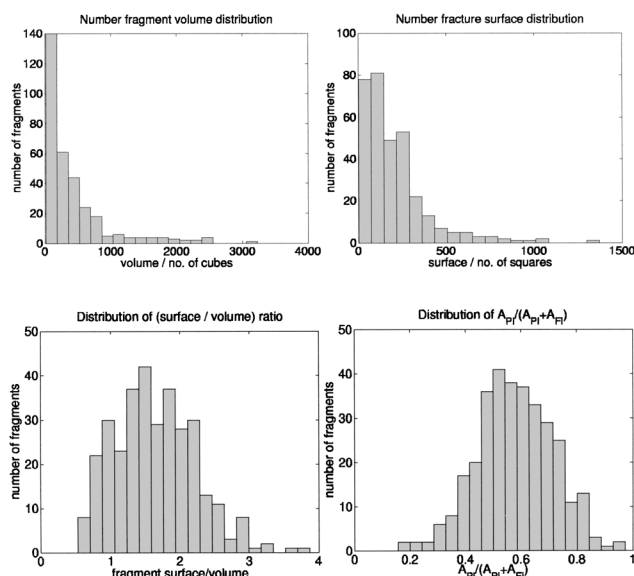 Number fragment volume distribution
140
120
100
80
60
40
20
0
number of fragments
0 1000 2000 3000 4000
volume / no. of cubes
Number fracture surface distribution
100
80
60
40
20
0
number of fragments
0 500 1000 1500
surface / no. of squares
Distribution of (surface / volume) ratio
50
40
30
20
10
0
number of fragments
0 1 2 3 4
fragment surface/volume
Distribution of A_Pl/(A_Pl+A_Fl)
50
40
30
20
10
0
number of fragments
0 0.2 0.4 0.6 0.8 1
A_Pl/(A_Pl+A_Fl)